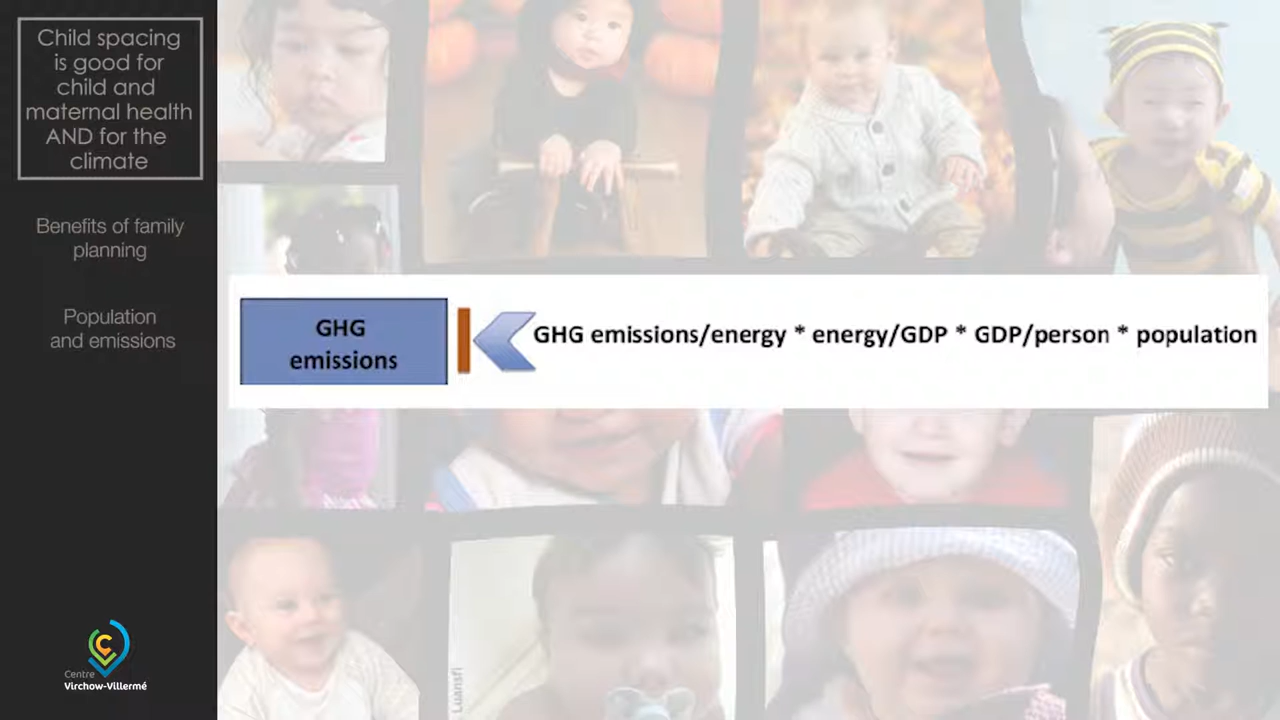 Child spacing
is good for
child and
maternal health
AND for the
climate
Benefits of family
planning
Population
and emissions
GHG
emissions
GHG emissions/energy * energy/GDP * GDP/person * population
Centre
Virchow-Villermé
Luansfi